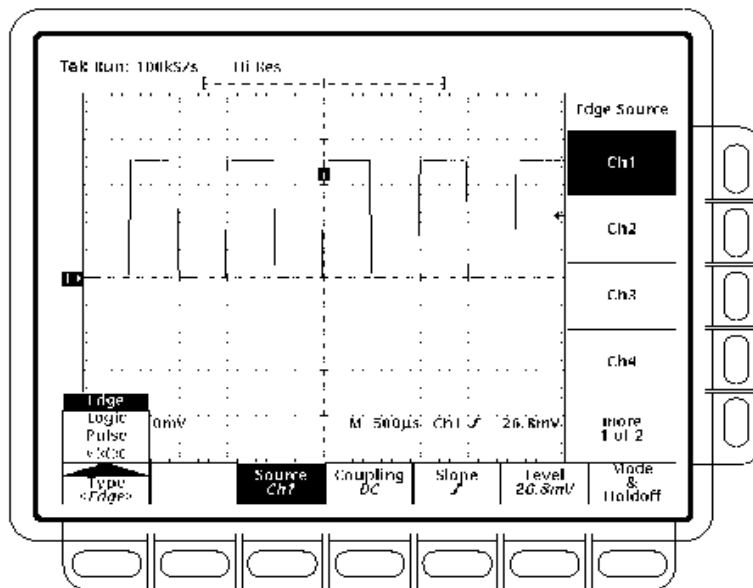 Tek Run: 100kS/s Hi Res
Edge Source
Ch1
Ch2
Ch3
Ch4
Edge
Logic
Pulse
0mV
M 500µs Ch1 26.8mV
more
1 of 2
Type
<Edge>
Source
Ch1
Coupling
DC
Slope
Level
26.8mV
Mode
&
Holdoff